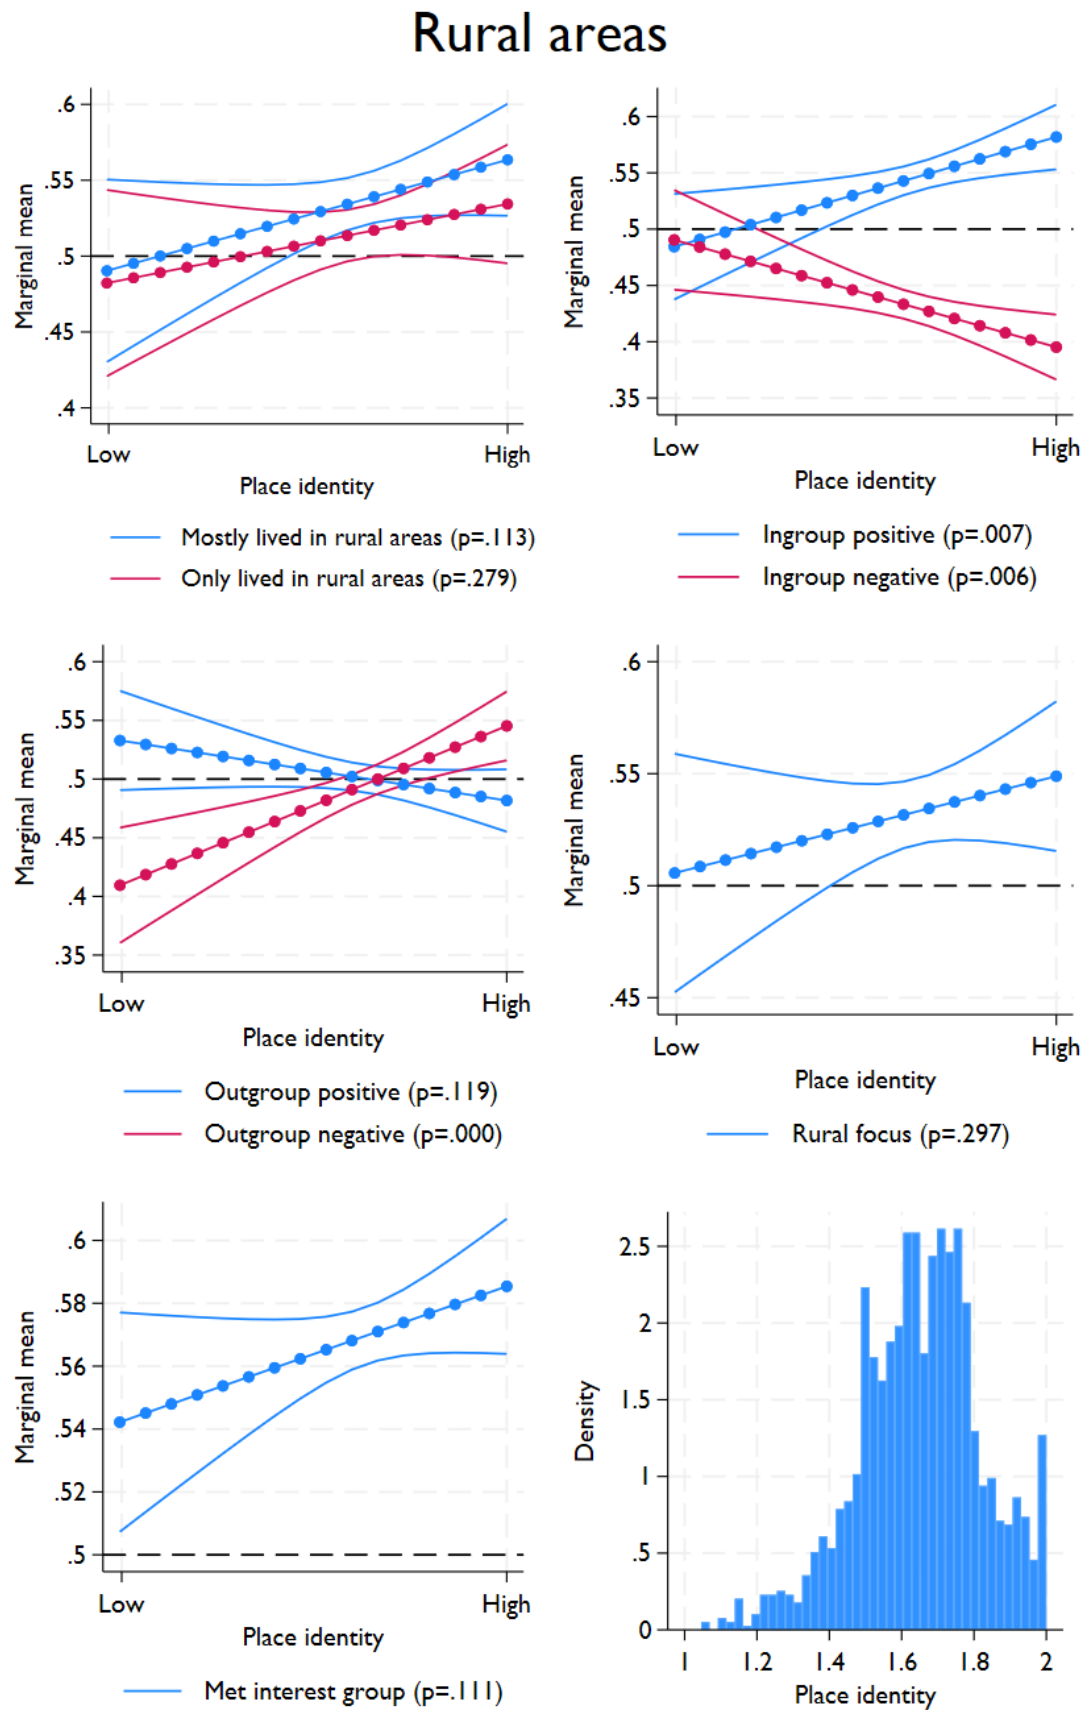 Rural areas
.6
.55
.5
.45
.4
Marginal mean
Low
High
Place identity
Mostly lived in rural areas (p=.113)
Only lived in rural areas (p=.279)
.6
.55
.5
.45
.4
.35
Marginal mean
Low
High
Place identity
Ingroup positive (p=.007)
Ingroup negative (p=.006)
.6
.55
.5
.45
.4
.35
Marginal mean
Low
High
Place identity
Outgroup positive (p=.119)
Outgroup negative (p=.000)
.6
.55
.5
.45
Marginal mean
Low
High
Place identity
Rural focus (p=.297)
.6
.58
.56
.54
.52
.5
Marginal mean
Low
High
Place identity
Met interest group (p=.111)
2.5
2
1.5
1
.5
0
Density
1
1.2
1.4
1.6
1.8
2
Place identity